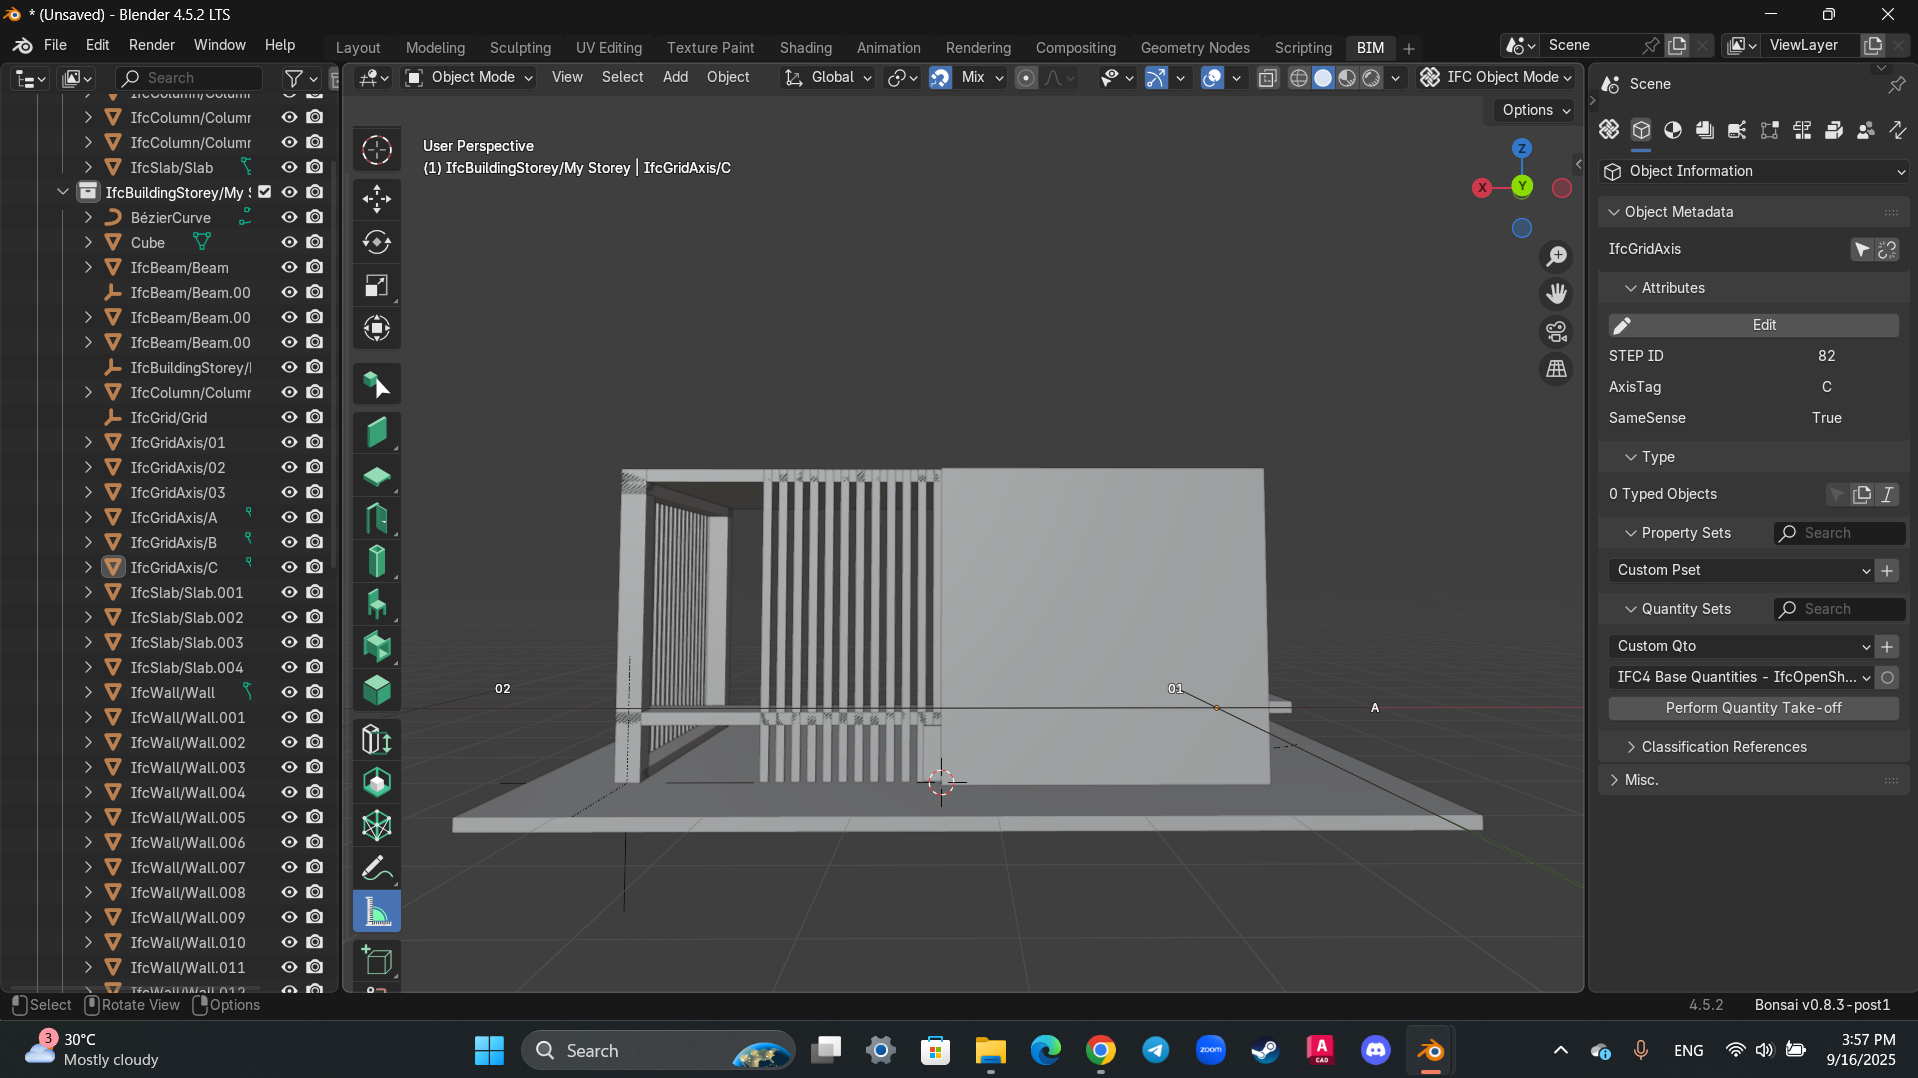 * (Unsaved) - Blender 4.5.2 LTS
File Edit Render Window Help
Layout Modeling Sculpting UV Editing Texture Paint Shading Animation Rendering Compositing Geometry Nodes Scripting BIM
Scene
ViewLayer
Search
Object Mode View Select Add Object Global Mix IFC Object Mode
Options
User Perspective
(1) IfcBuildingStorey/My Storey | IfcGridAxis/C
IfcColumn/Columr
IfcColumn/Columr
IfcSlab/Slab
IfcBuildingStorey/My
BézierCurve
Cube
IfcBeam/Beam
IfcBeam/Beam.00
IfcBeam/Beam.00
IfcBeam/Beam.00
IfcBuildingStorey/
IfcColumn/Columr
IfcGrid/Grid
IfcGridAxis/01
IfcGridAxis/02
IfcGridAxis/03
IfcGridAxis/A
IfcGridAxis/B
IfcGridAxis/C
IfcSlab/Slab.001
IfcSlab/Slab.002
IfcSlab/Slab.003
IfcSlab/Slab.004
IfcWall/Wall
IfcWall/Wall.001
IfcWall/Wall.002
IfcWall/Wall.003
IfcWall/Wall.004
IfcWall/Wall.005
IfcWall/Wall.006
IfcWall/Wall.007
IfcWall/Wall.008
IfcWall/Wall.009
IfcWall/Wall.010
IfcWall/Wall.011
Z
X
Y
02
01
A
Scene
Object Information
Object Metadata
IfcGridAxis
Attributes
Edit
STEP ID 82
AxisTag C
SameSense True
Type
0 Typed Objects
Property Sets Search
Custom Pset
Quantity Sets Search
Custom Qto
IFC4 Base Quantities - IfcOpenSh...
Perform Quantity Take-off
Classification References
Misc.
Select Rotate View Options
4.5.2 Bonsai v0.8.3-post1
3
30°C
Mostly cloudy
Search
zoom
A
CAD
ENG
3:57 PM
9/16/2025